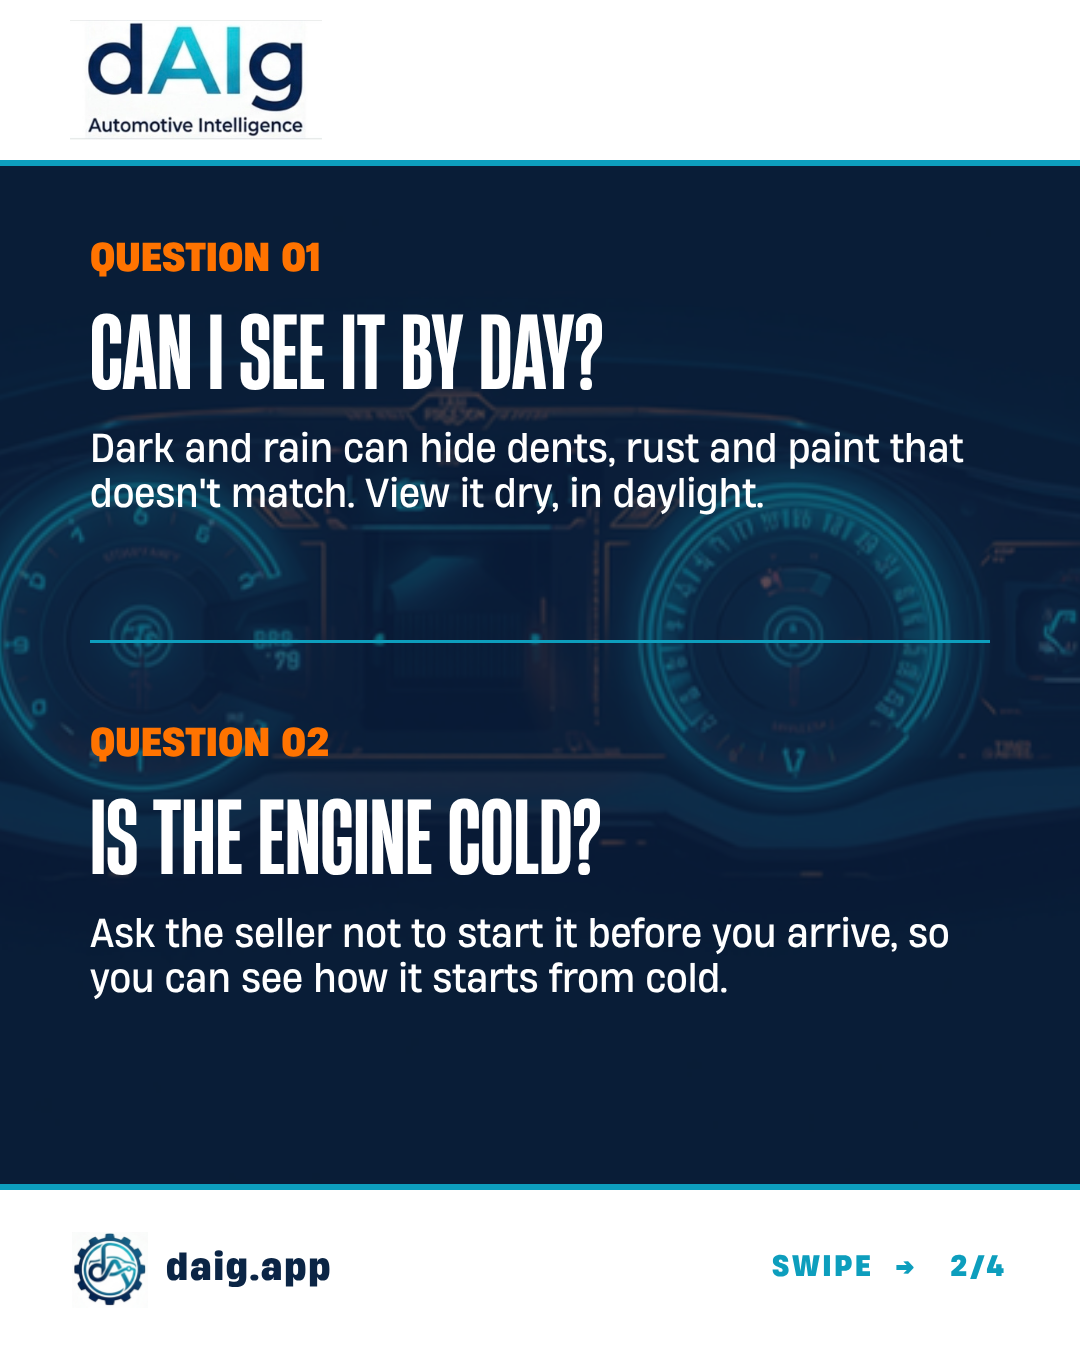 dAIg
Automotive Intelligence
QUESTION 01
CAN I SEE IT BY DAY?
Dark and rain can hide dents, rust and paint that
doesn't match. View it dry, in daylight.
QUESTION 02
IS THE ENGINE COLD?
Ask the seller not to start it before you arrive, so
you can see how it starts from cold.
daig.app
SWIPE → 2/4